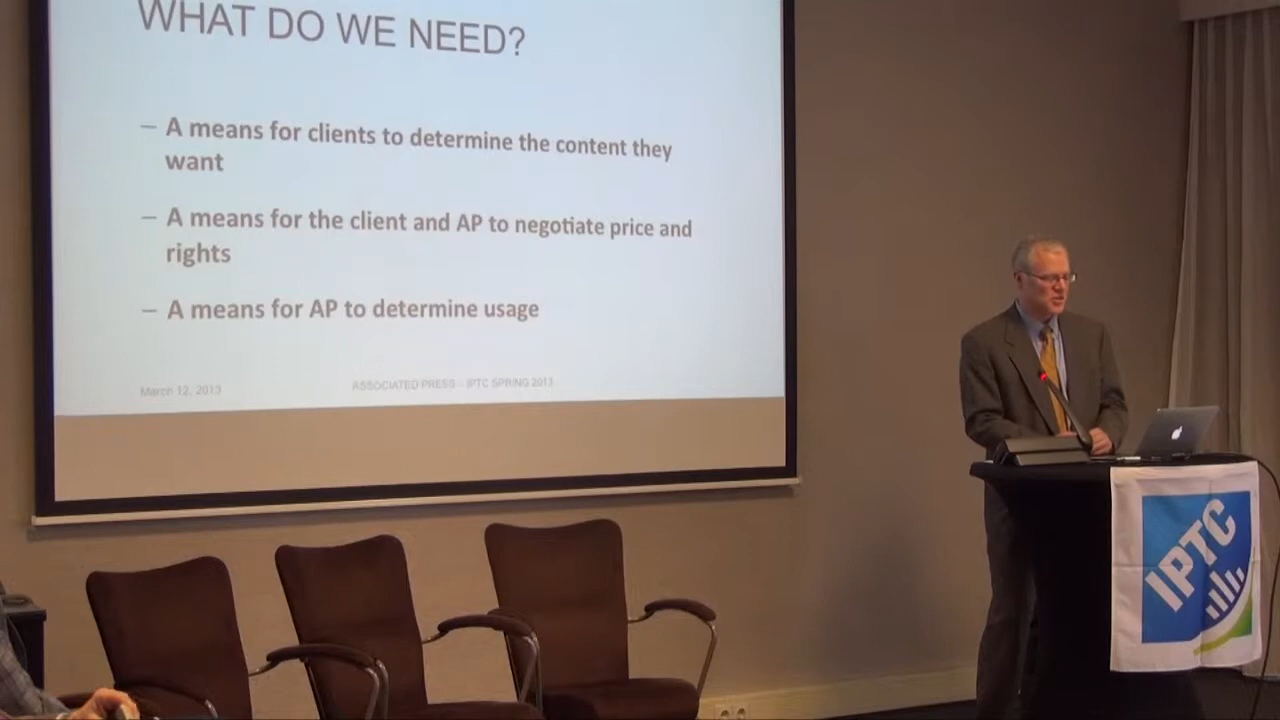 WHAT DO WE NEED?
– A means for clients to determine the content they
want
– A means for the client and AP to negotiate price and
rights
– A means for AP to determine usage
March 12, 2013
ASSOCIATED PRESS – IPTC SPRING 2013
IPTC